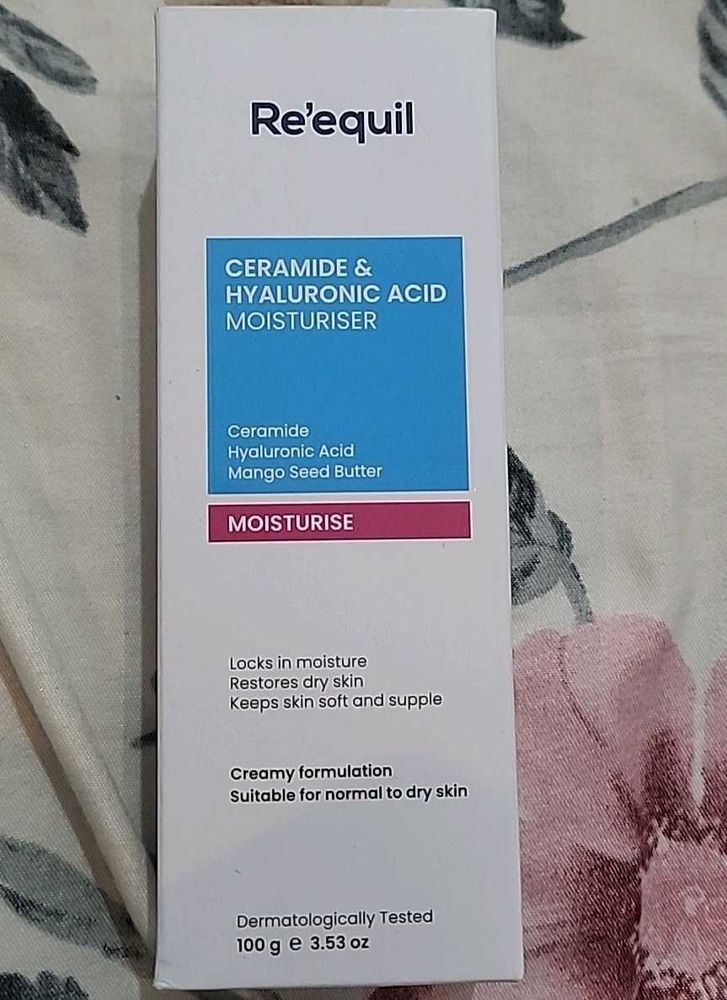 Re'equil
CERAMIDE &
HYALURONIC ACID
MOISTURISER
Ceramide
Hyaluronic Acid
Mango Seed Butter
MOISTURISE
Locks in moisture
Restores dry skin
Keeps skin soft and supple
Creamy formulation
Suitable for normal to dry skin
Dermatologically Tested
100 g e 3.53 oz